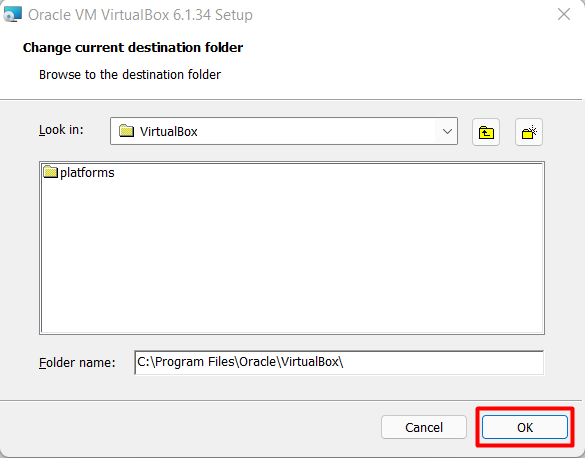 Oracle VM VirtualBox 6.1.34 Setup
Change current destination folder
Browse to the destination folder
Look in: VirtualBox
platforms
Folder name: C:\Program Files\Oracle\VirtualBox\
Cancel OK